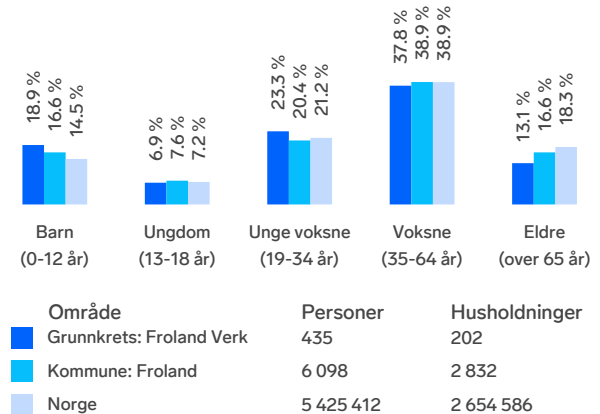 18.9 % 16.6 % 14.5 % 6.9 % 7.6 % 7.2 % 23.3 % 20.4 % 21.2 % 37.8 % 38.9 % 38.9 % 13.1 % 16.6 % 18.3 %
Barn Ungdom Unge voksne Voksne Eldre
(0-12 år) (13-18 år) (19-34 år) (35-64 år) (over 65 år)
Område Personer Husholdninger
Grunnkrets: Froland Verk 435 202
Kommune: Froland 6 098 2 832
Norge 5 425 412 2 654 586